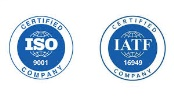 CERTIFIED
ISO
9001
COMPANY
CERTIFIED
IATF
16949
COMPANY